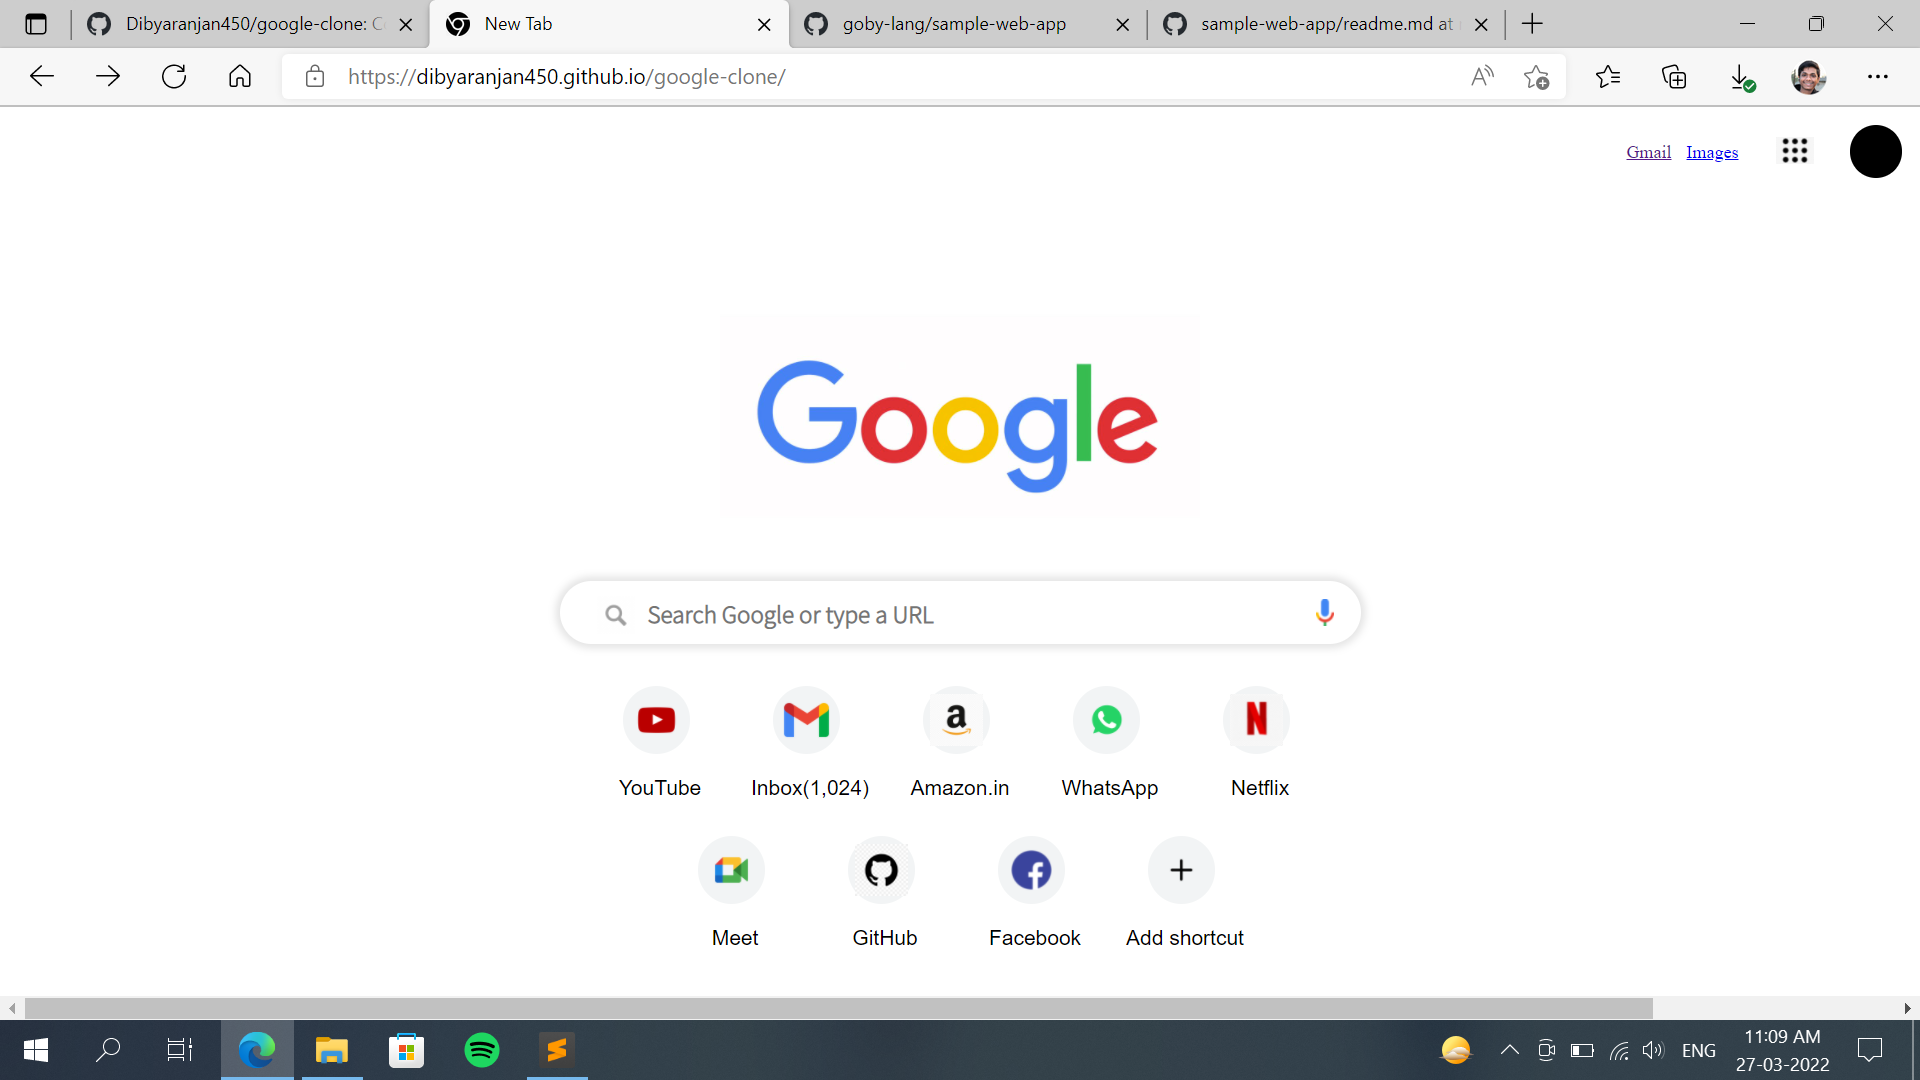 Dibyaranjan450/google-clone: C
New Tab
goby-lang/sample-web-app
sample-web-app/readme.md at
https://dibyaranjan450.github.io/google-clone/
Gmail Images
Google
Search Google or type a URL
YouTube Inbox(1,024) Amazon.in WhatsApp Netflix
Meet GitHub Facebook Add shortcut
ENG
11:09 AM
27-03-2022